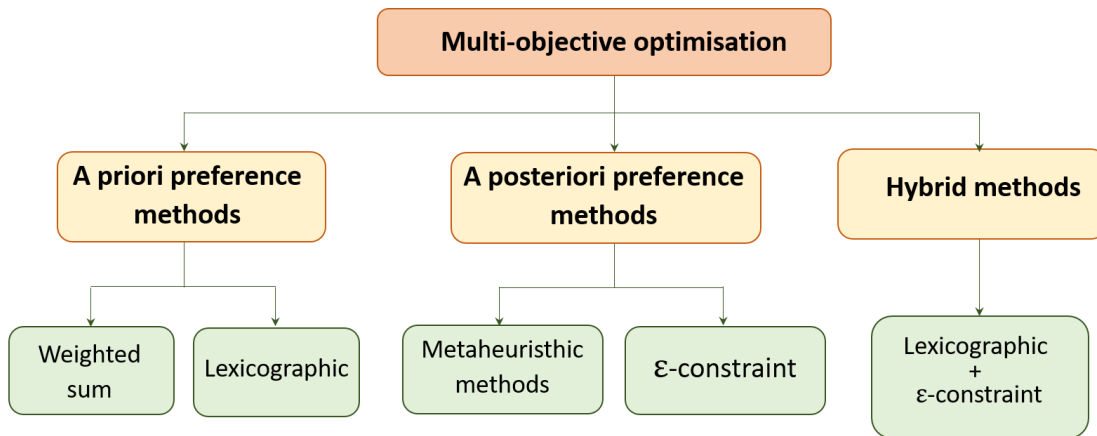 Multi-objective optimisation
A priori preference
methods
A posteriori preference
methods
Hybrid methods
Weighted
sum
Lexicographic
Metaheuristhic
methods
ε-constraint
Lexicographic
+
ε-constraint